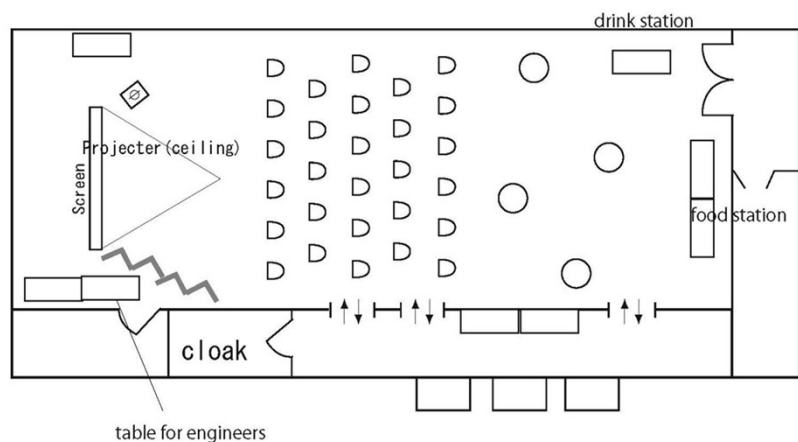 drink station
Projecter(ceiling)
Screen
food station
cloak
table for engineers